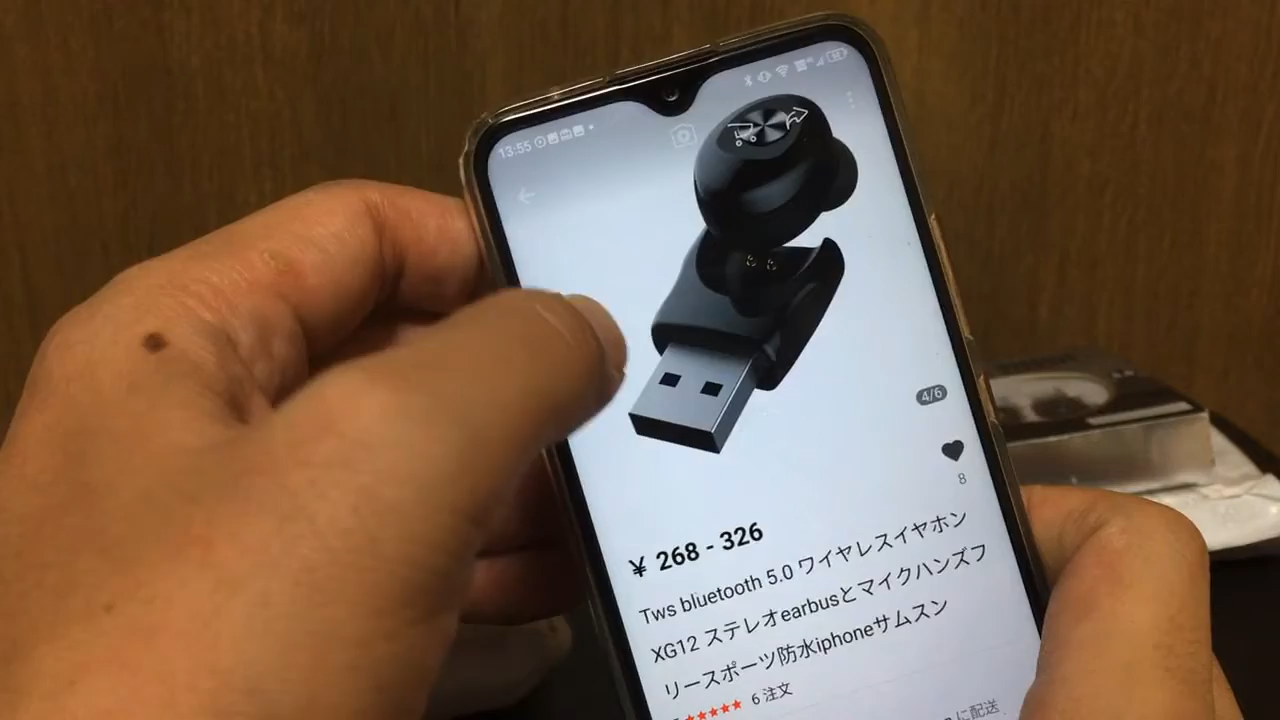 13:55
4/6
8
¥ 268 - 326
Tws bluetooth 5.0 ワイヤレスイヤホン
XG12 ステレオearbusとマイクハンズフ
リースポーツ防水iphoneサムスン
6 注文
に配送